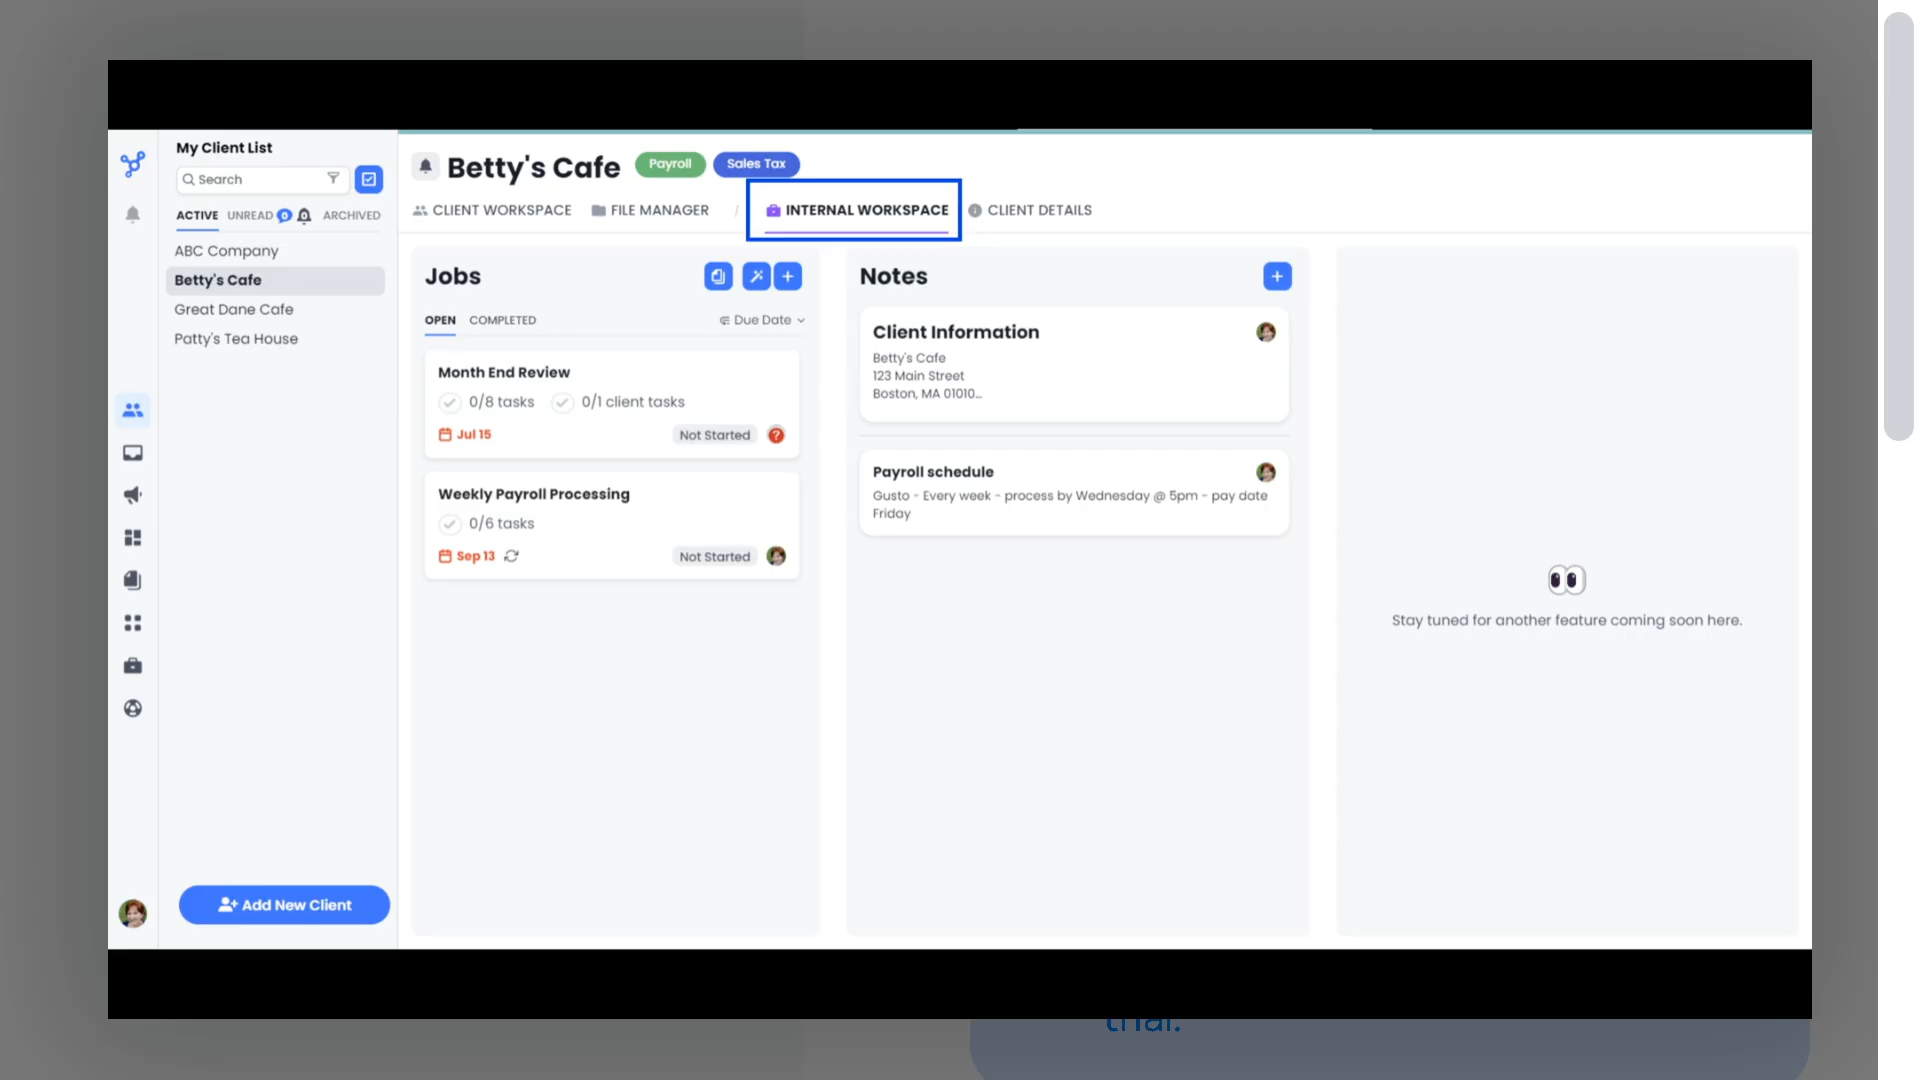 My Client List
Search
ACTIVE UNREAD 0 ARCHIVED
ABC Company
Betty's Cafe
Great Dane Cafe
Patty's Tea House
Add New Client
Betty's Cafe Payroll Sales Tax
CLIENT WORKSPACE FILE MANAGER / INTERNAL WORKSPACE CLIENT DETAILS
Jobs
OPEN COMPLETED Due Date
Month End Review
0/8 tasks 0/1 client tasks
Jul 15 Not Started ?
Weekly Payroll Processing
0/6 tasks
Sep 13 Not Started
Notes
Client Information
Betty's Cafe
123 Main Street
Boston, MA 01010...
Payroll schedule
Gusto - Every week - process by Wednesday @ 5pm - pay date
Friday
Stay tuned for another feature coming soon here.
trial.